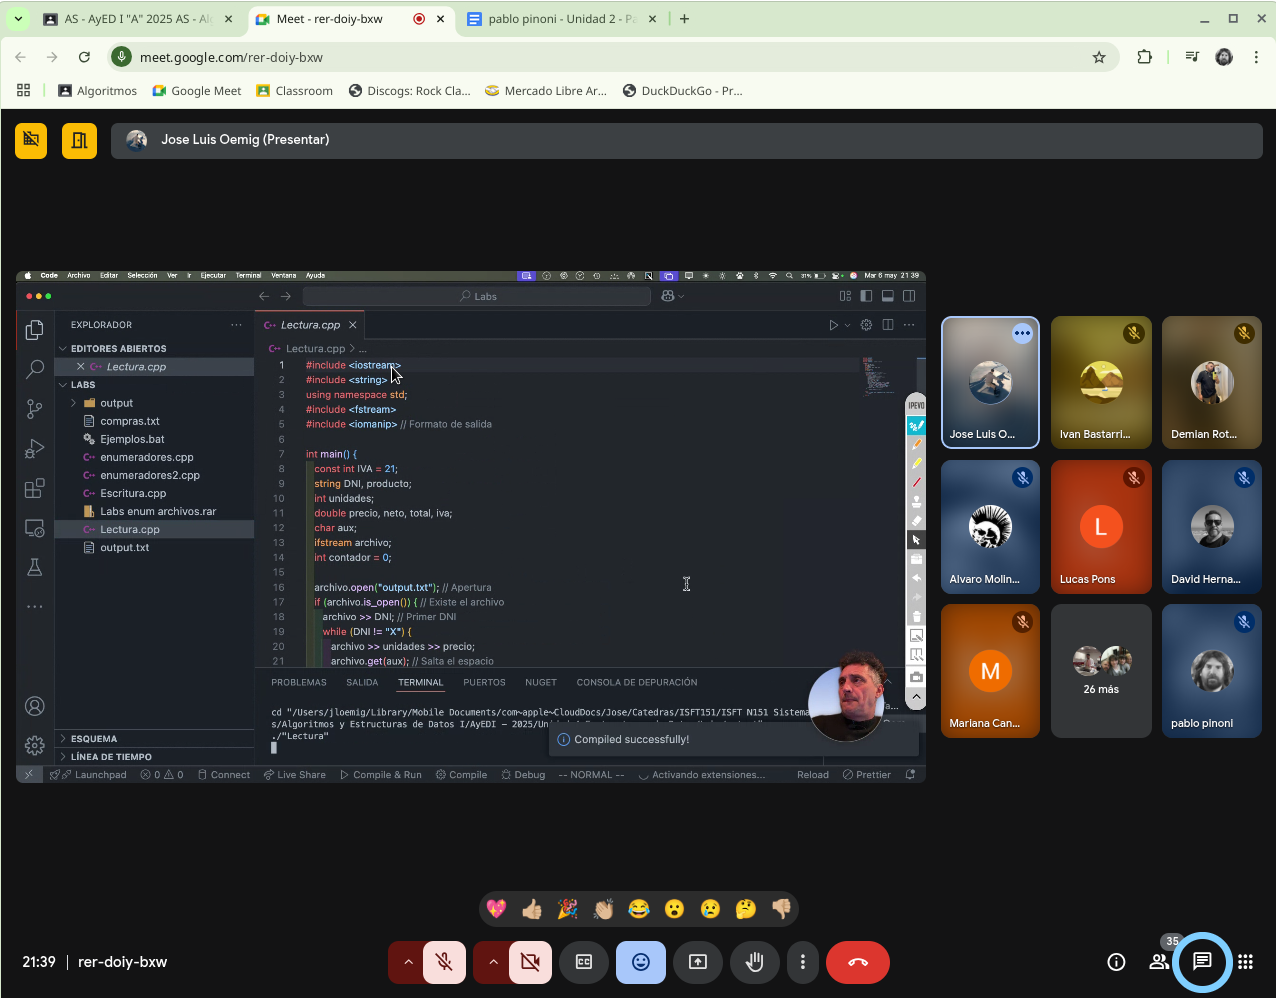 AS - AyED I "A" 2025 AS - Al
Meet - rer-doiy-bxw
pablo pinoni - Unidad 2 - P
meet.google.com/rer-doiy-bxw
Algoritmos
Google Meet
Classroom
Discogs: Rock Cla...
Mercado Libre Ar...
DuckDuckGo - Pr...
Jose Luis Oemig (Presentar)
Code Archivo Editar Selección Ver Ir Ejecutar Terminal Ventana Ayuda
31% Mar 6 may 21 39
Labs
EXPLORADOR
Lectura.cpp
EDITORES ABIERTOS
Lectura.cpp > ...
Lectura.cpp
LABS
output
compras.txt
Ejemplos.bat
enumeradores.cpp
enumeradores2.cpp
Escritura.cpp
Labs enum archivos.rar
Lectura.cpp
output.txt
ESQUEMA
LÍNEA DE TIEMPO
1 #include <iostream>
2 #include <string>
3 using namespace std;
4 #include <fstream>
5 #include <iomanip> // Formato de salida
6
7 int main() {
8 const int IVA = 21;
9 string DNI, producto;
10 int unidades;
11 double precio, neto, total, iva;
12 char aux;
13 ifstream archivo;
14 int contador = 0;
15
16 archivo.open("output.txt"); // Apertura
17 if (archivo.is_open()) { // Existe el archivo
18 archivo >> DNI; // Primer DNI
19 while (DNI != "X") {
20 archivo >> unidades >> precio;
21 archivo.get(aux); // Salta el espacio
IPEVO
PROBLEMAS SALIDA TERMINAL PUERTOS NUGET CONSOLA DE DEPURACIÓN
cd "/Users/jloemig/Library/Mobile Documents/com~apple~CloudDocs/Jose/Catedras/ISFT151/ISFT N151 Sistema
s/Algoritmos y Estructuras de Datos I/AyEDI - 2025/
./"Lectura"
Compiled successfully!
Launchpad 0 0 Connect Live Share Compile & Run Compile Debug -- NORMAL -- Activando extensiones... Reload Prettier
Jose Luis O...
Ivan Bastarri...
Demian Rot...
Alvaro Molin...
L
Lucas Pons
David Herna...
M
Mariana Can...
26 más
pablo pinoni
21:39 | rer-doiy-bxw
CC
35